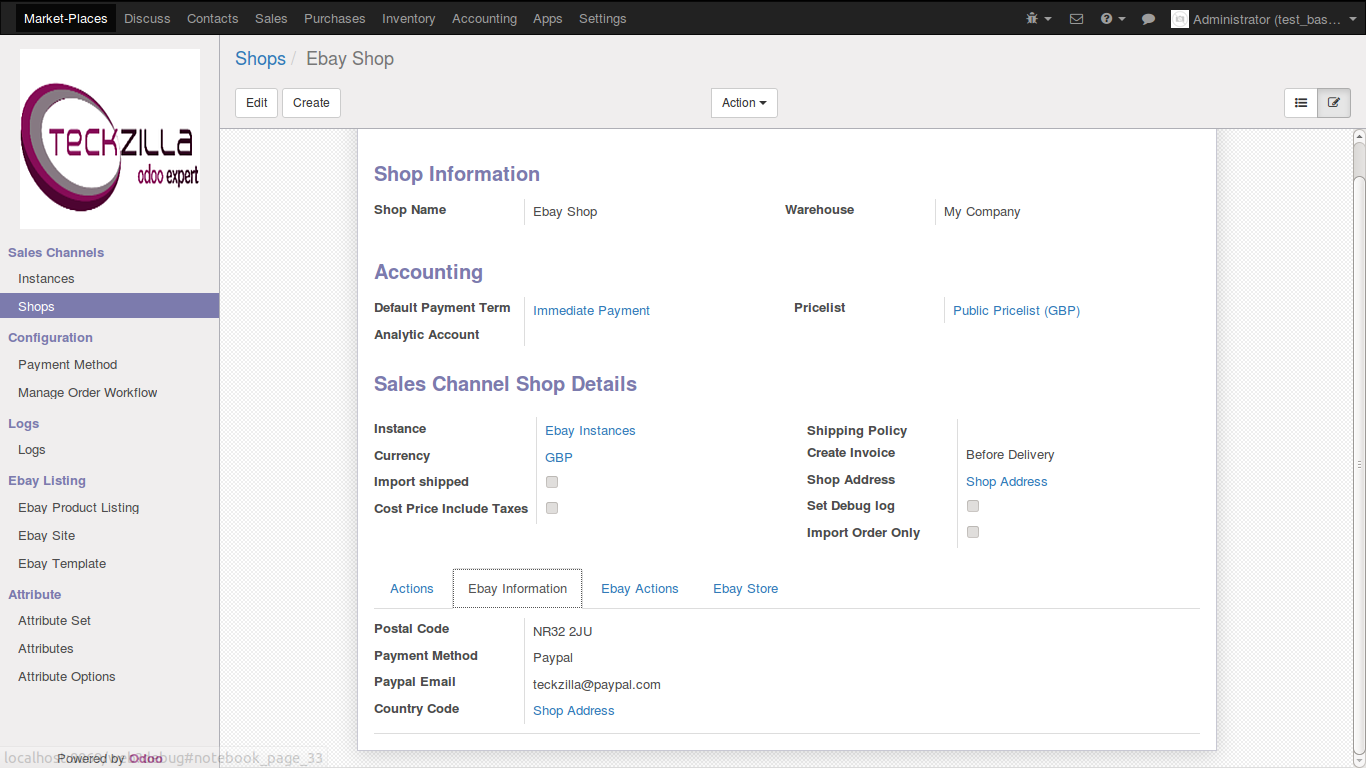 Market-Places Discuss Contacts Sales Purchases Inventory Accounting Apps Settings Administrator (test_bas...
Shops / Ebay Shop
Edit Create Action
TECKZILLA
odoo expert
Sales Channels
Instances
Shops
Configuration
Payment Method
Manage Order Workflow
Logs
Logs
Ebay Listing
Ebay Product Listing
Ebay Site
Ebay Template
Attribute
Attribute Set
Attributes
Attribute Options
Powered by Odoo
Shop Information
Shop Name Ebay Shop Warehouse My Company
Accounting
Default Payment Term Immediate Payment Pricelist Public Pricelist (GBP)
Analytic Account
Sales Channel Shop Details
Instance Ebay Instances Shipping Policy
Currency GBP Create Invoice Before Delivery
Import shipped Shop Address Shop Address
Cost Price Include Taxes Set Debug log
Import Order Only
Actions Ebay Information Ebay Actions Ebay Store
Postal Code NR32 2JU
Payment Method Paypal
Paypal Email teckzilla@paypal.com
Country Code Shop Address